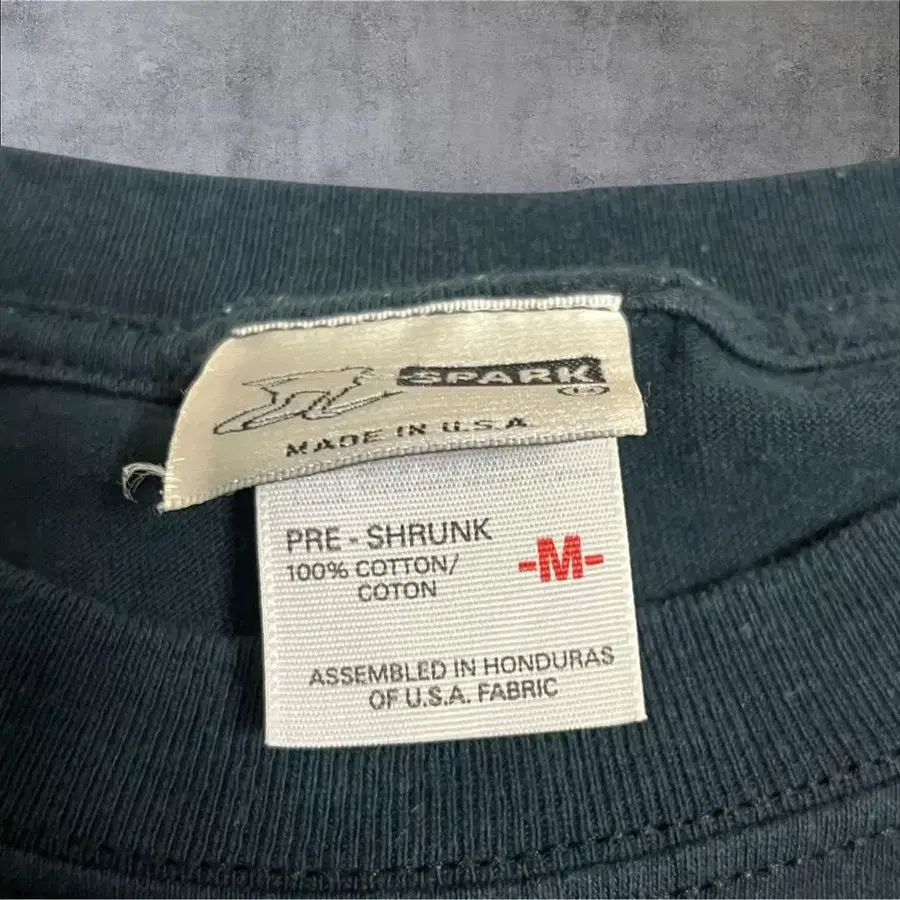 SPARK
MADE IN U.S.A
PRE - SHRUNK
100% COTTON/
COTON
-M-
ASSEMBLED IN HONDURAS
OF U.S.A. FABRIC